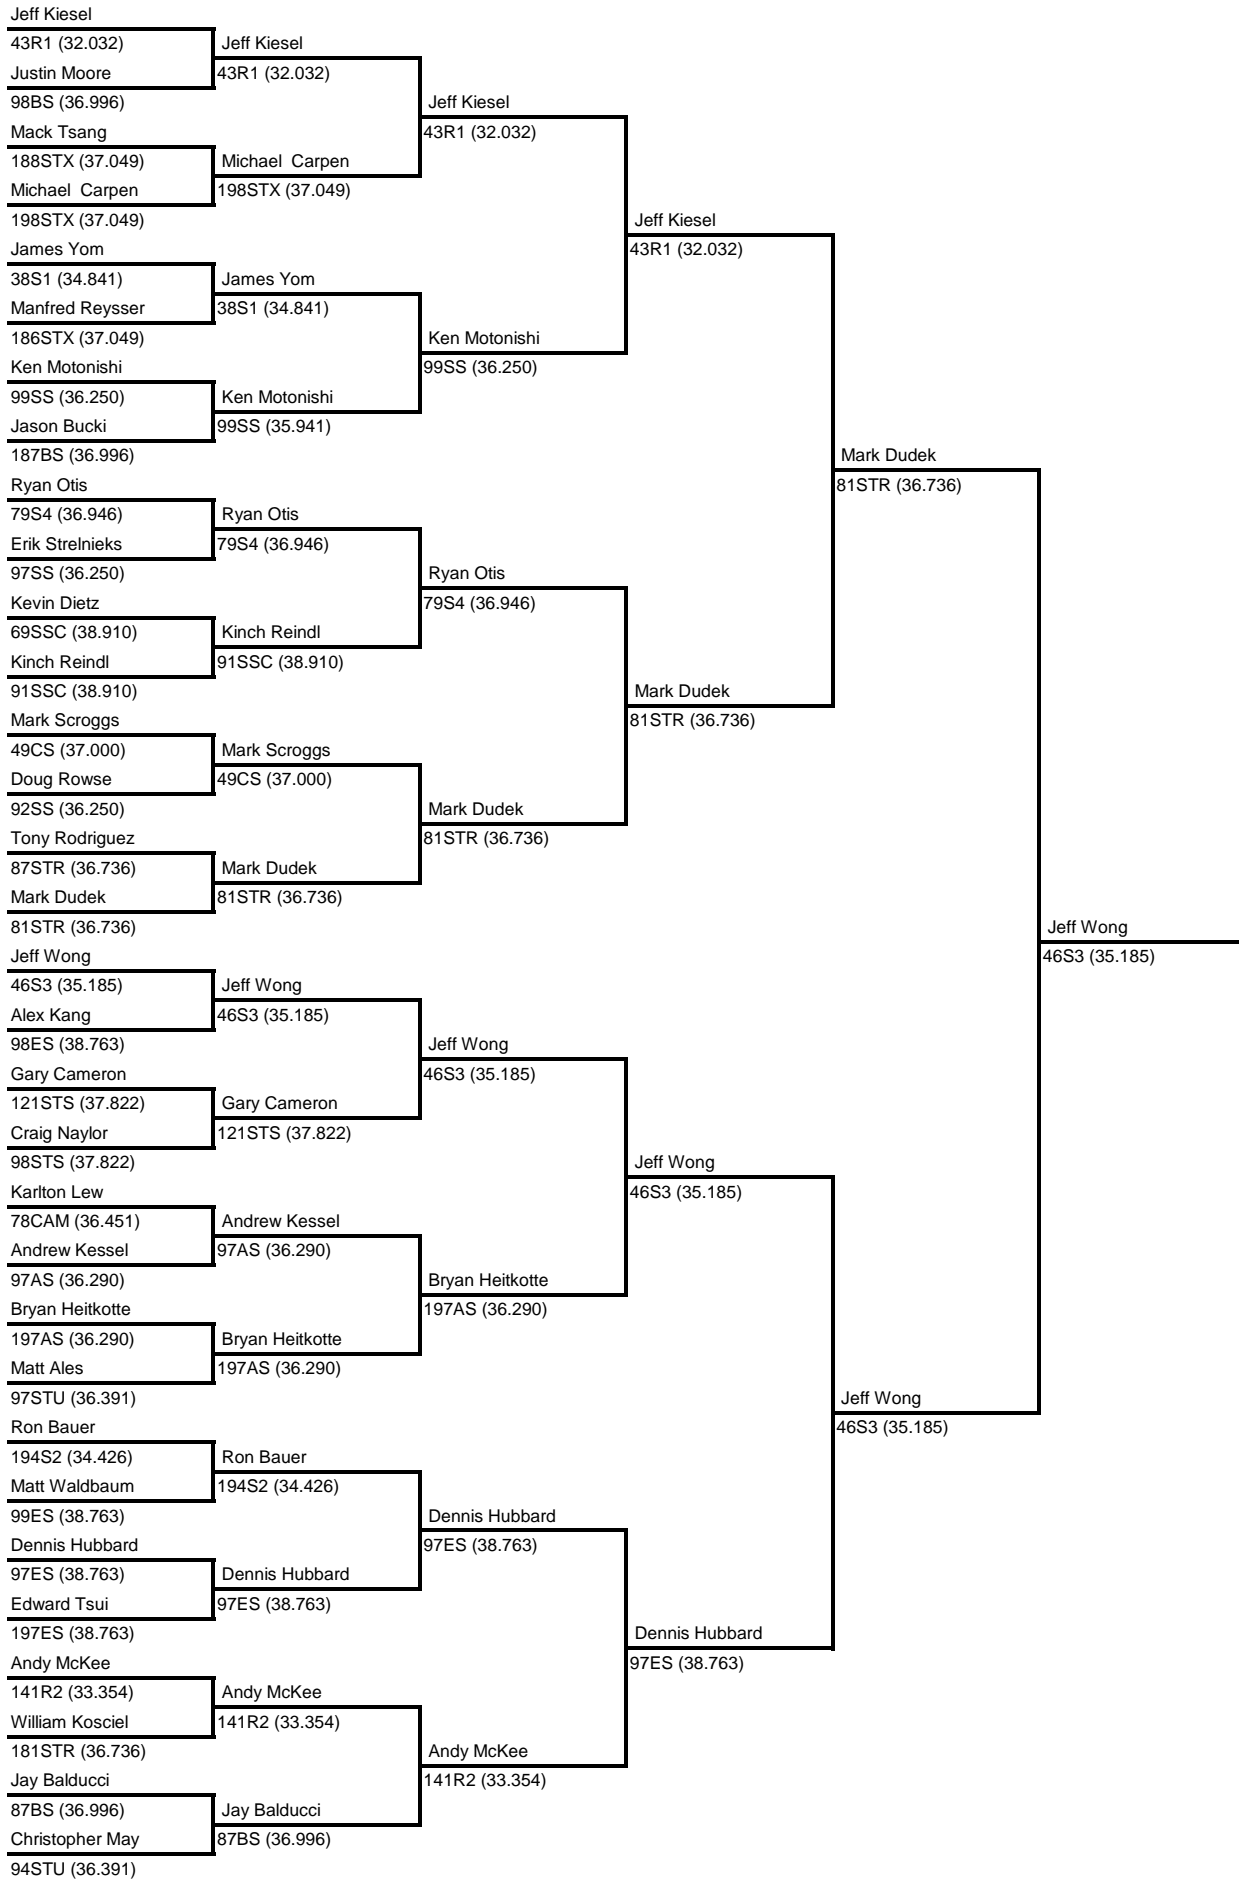 Jeff Kiesel
43R1 (32.032)
Justin Moore
98BS (36.996)
Mack Tsang
188STX (37.049)
Michael  Carpen
198STX (37.049)
James Yom
38S1 (34.841)
Manfred Reysser
186STX (37.049)
Ken Motonishi
99SS (36.250)
Jason Bucki
187BS (36.996)
Ryan Otis
79S4 (36.946)
Erik Strelnieks
97SS (36.250)
Kevin Dietz
69SSC (38.910)
Kinch Reindl
91SSC (38.910)
Mark Scroggs
49CS (37.000)
Doug Rowse
92SS (36.250)
Tony Rodriguez
87STR (36.736)
Mark Dudek
81STR (36.736)
Jeff Wong
46S3 (35.185)
Alex Kang
98ES (38.763)
Gary Cameron
121STS (37.822)
Craig Naylor
98STS (37.822)
Karlton Lew
78CAM (36.451)
Andrew Kessel
97AS (36.290)
Bryan Heitkotte
197AS (36.290)
Matt Ales
97STU (36.391)
Ron Bauer
194S2 (34.426)
Matt Waldbaum
99ES (38.763)
Dennis Hubbard
97ES (38.763)
Edward Tsui
197ES (38.763)
Andy McKee
141R2 (33.354)
William Kosciel
181STR (36.736)
Jay Balducci
87BS (36.996)
Christopher May
94STU (36.391)
Jeff Kiesel
43R1 (32.032)
Michael  Carpen
198STX (37.049)
James Yom
38S1 (34.841)
Ken Motonishi
99SS (35.941)
Ryan Otis
79S4 (36.946)
Kinch Reindl
91SSC (38.910)
Mark Scroggs
49CS (37.000)
Mark Dudek
81STR (36.736)
Jeff Wong
46S3 (35.185)
Gary Cameron
121STS (37.822)
Andrew Kessel
97AS (36.290)
Bryan Heitkotte
197AS (36.290)
Ron Bauer
194S2 (34.426)
Dennis Hubbard
97ES (38.763)
Andy McKee
141R2 (33.354)
Jay Balducci
87BS (36.996)
Jeff Kiesel
43R1 (32.032)
Ken Motonishi
99SS (36.250)
Ryan Otis
79S4 (36.946)
Mark Dudek
81STR (36.736)
Jeff Wong
46S3 (35.185)
Bryan Heitkotte
197AS (36.290)
Dennis Hubbard
97ES (38.763)
Andy McKee
141R2 (33.354)
Jeff Kiesel
43R1 (32.032)
Mark Dudek
81STR (36.736)
Jeff Wong
46S3 (35.185)
Dennis Hubbard
97ES (38.763)
Mark Dudek
81STR (36.736)
Jeff Wong
46S3 (35.185)
Jeff Wong
46S3 (35.185)